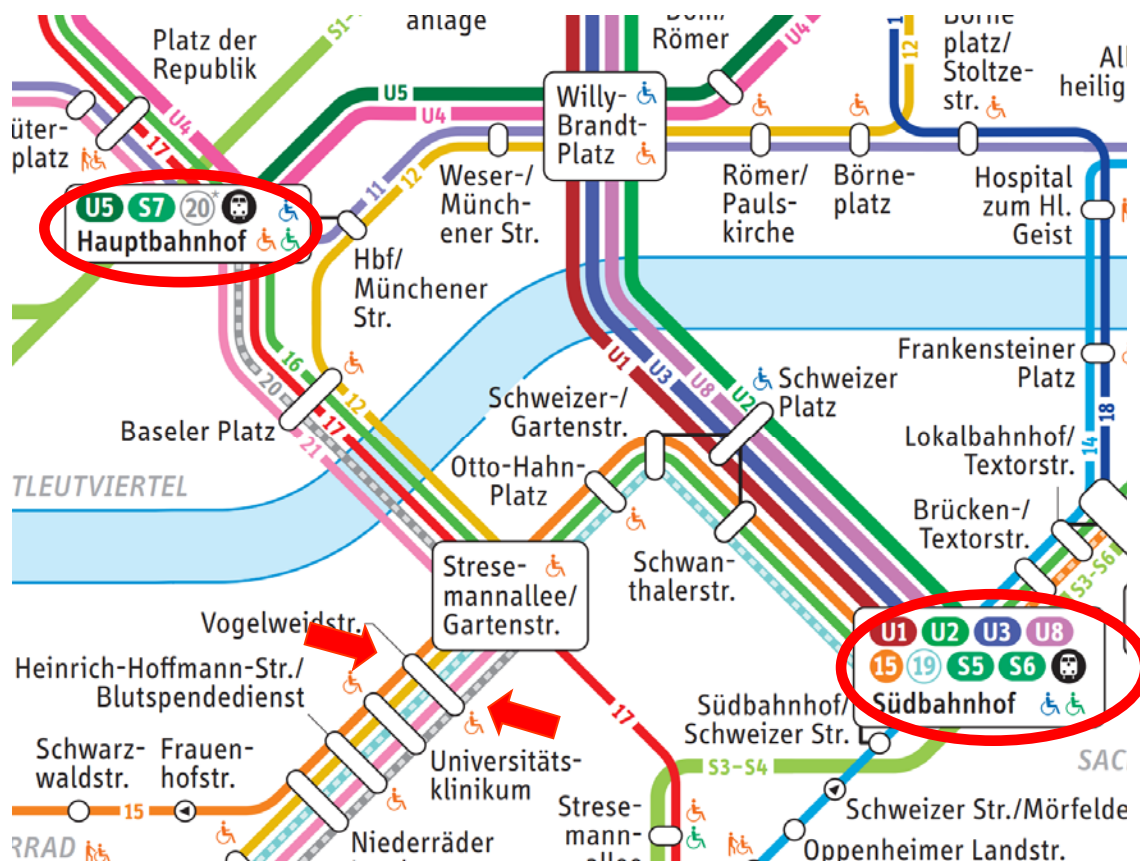 anlage
Dom/
Römer
Börne
platz/
Stoltze-
str.
Platz der
Republik
S1-
U4
12
heilig
U5
U4
U4
17
platz
Willy-
Brandt-
Platz
11
12
Weser-/
Münch-
ener Str.
Römer/
Pauls-
kirche
Börne-
platz
Hospital
zum Hl.
Geist
U5 S7 20*
Hauptbahnhof
Hbf/
Münchener
Str.
U1
U3
U8
U2
Schweizer
Platz
Frankensteiner
Platz
14
18
16
20
17
12
21
Baseler Platz
Schweizer-/
Gartenstr.
Otto-Hahn-
Platz
Lokalbahnhof/
Textorstr.
Brücken-/
Textorstr.
TLEUTVIERTEL
Schwan-
thalerstr.
S3-S6
Strese-
mannallee/
Gartenstr.
Vogelweidstr.
U1 U2 U3 U8
15 19 S5 S6
Südbahnhof
Heinrich-Hoffmann-Str./
Blutspendedienst
17
Südbahnhof/
Schweizer Str.
Schwarz-
waldstr.
Frauen-
hofstr.
Universitäts-
klinikum
S3-S4
SAC
15
Strese-
mann-
allee
Schweizer Str./Mörfelde
Oppenheimer Landstr.
Niederräder
RRAD